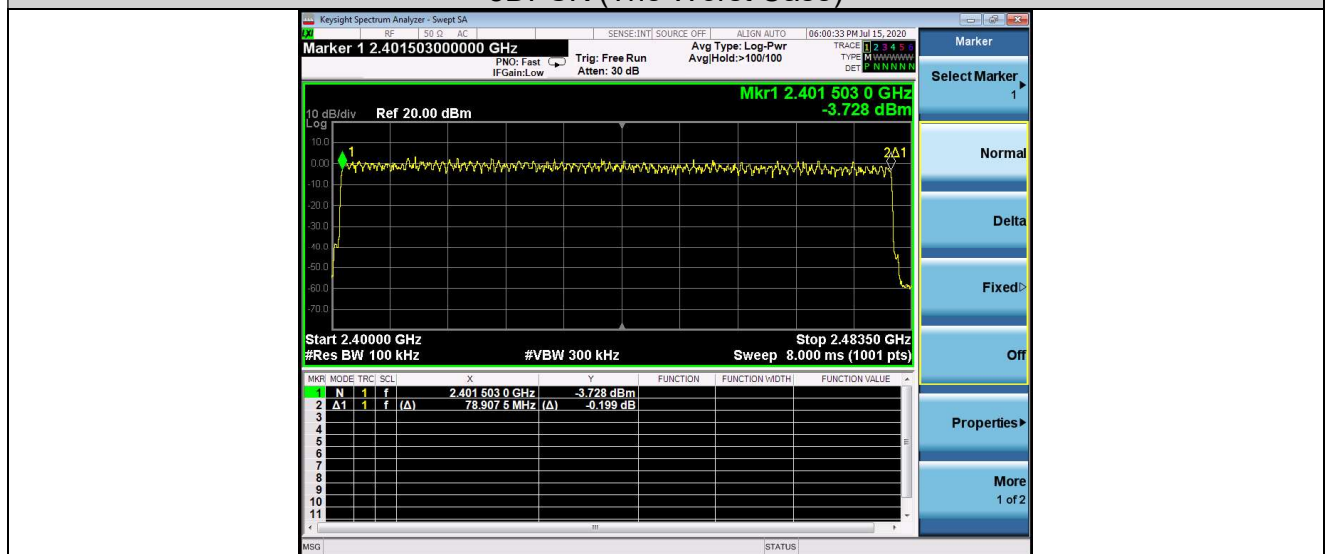 8DPSK (The Worst Case)
Keysight Spectrum Analyzer - Swept SA
LXI RF 50 Ω AC SENSE:INT SOURCE OFF ALIGN AUTO 06:00:33 PM Jul 15, 2020
Marker 1 2.401503000000 GHz
PNO: Fast
IFGain:Low
Trig: Free Run
Atten: 30 dB
Avg Type: Log-Pwr
Avg|Hold:>100/100
TRACE 1 2 3 4 5 6
TYPE M W W W W W
DET P N N N N N
Mkr1 2.401 503 0 GHz
-3.728 dBm
10 dB/div Ref 20.00 dBm
Log
10.0
0.00
-10.0
-20.0
-30.0
-40.0
-50.0
-60.0
-70.0
1
2Δ1
Start 2.40000 GHz Stop 2.48350 GHz
#Res BW 100 kHz #VBW 300 kHz Sweep 8.000 ms (1001 pts)
MKR MODE TRC SCL X Y FUNCTION FUNCTION WIDTH FUNCTION VALUE
1 N 1 f 2.401 503 0 GHz -3.728 dBm
2 Δ1 1 f (Δ) 78.907 5 MHz (Δ) -0.199 dB
3
4
5
6
7
8
9
10
11
MSG STATUS
Marker
Select Marker
1
Normal
Delta
Fixed
Off
Properties
More
1 of 2